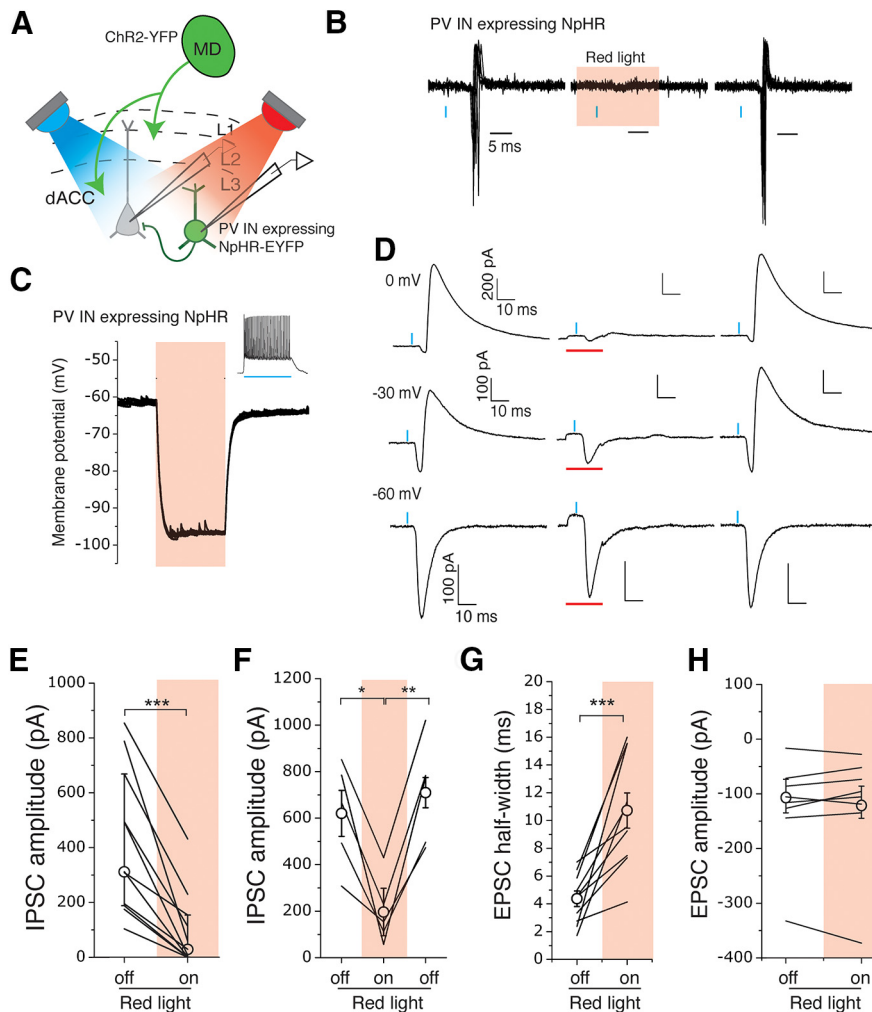 A
ChR2-YFP
MD
L1
L2
L3
dACC
PV IN expressing
NpHR-EYFP
B
PV IN expressing NpHR
Red light
5 ms
C
PV IN expressing NpHR
Membrane potential (mV)
-50
-60
-65
-70
-80
-90
-100
D
0 mV
200 pA
10 ms
-30 mV
100 pA
10 ms
-60 mV
100 pA
10 ms
E
IPSC amplitude (pA)
1000
800
600
400
200
0
***
off
on
Red light
F
IPSC amplitude (pA)
1200
1000
800
600
400
200
0
*
**
off
on
off
Red light
G
EPSC half-width (ms)
20
18
16
14
12
10
8
6
4
2
0
***
off
on
Red light
H
EPSC amplitude (pA)
100
0
-100
-200
-300
-400
off
on
Red light